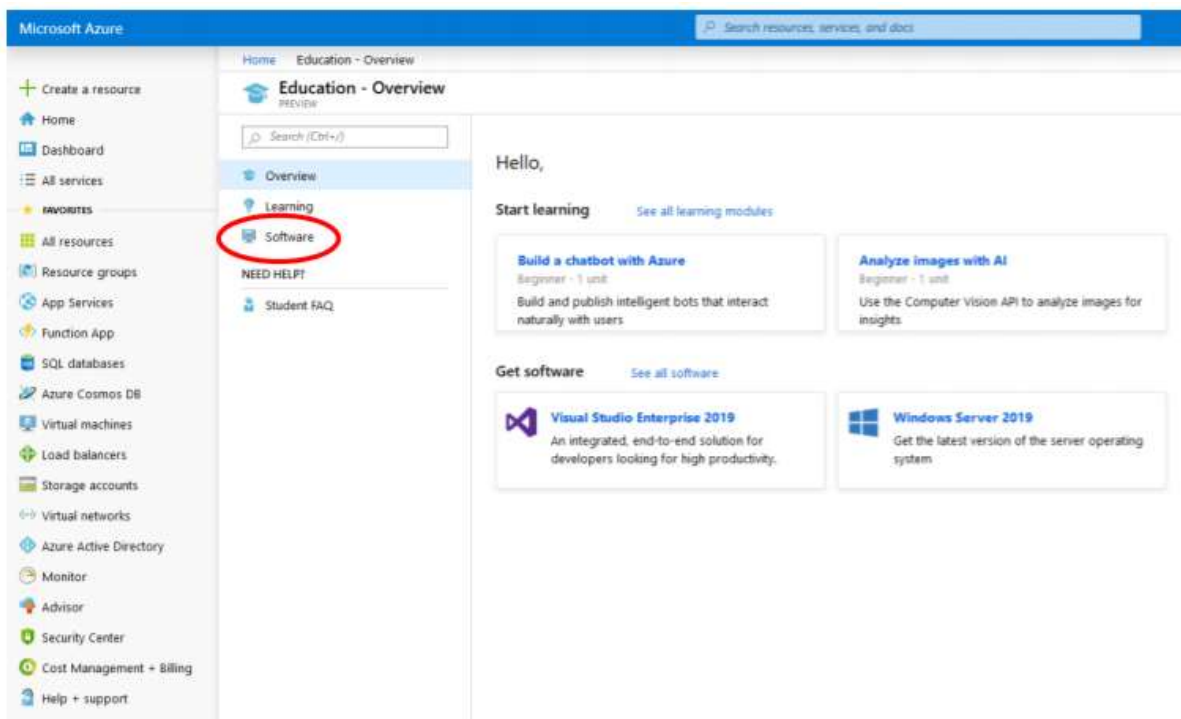 Microsoft Azure
Search resources, services, and docs
Create a resource
Home
Dashboard
All services
FAVORITES
All resources
Resource groups
App Services
Function App
SQL databases
Azure Cosmos DB
Virtual machines
Load balancers
Storage accounts
Virtual networks
Azure Active Directory
Monitor
Advisor
Security Center
Cost Management + Billing
Help + support
Home Education - Overview
Education - Overview
PREVIEW
Search (Ctrl+/)
Overview
Learning
Software
NEED HELP?
Student FAQ
Hello,
Start learning See all learning modules
Build a chatbot with Azure
Beginner - 1 unit
Build and publish intelligent bots that interact
naturally with users
Analyze images with AI
Beginner - 1 unit
Use the Computer Vision API to analyze images for
insights
Get software See all software
Visual Studio Enterprise 2019
An integrated, end-to-end solution for
developers looking for high productivity.
Windows Server 2019
Get the latest version of the server operating
system